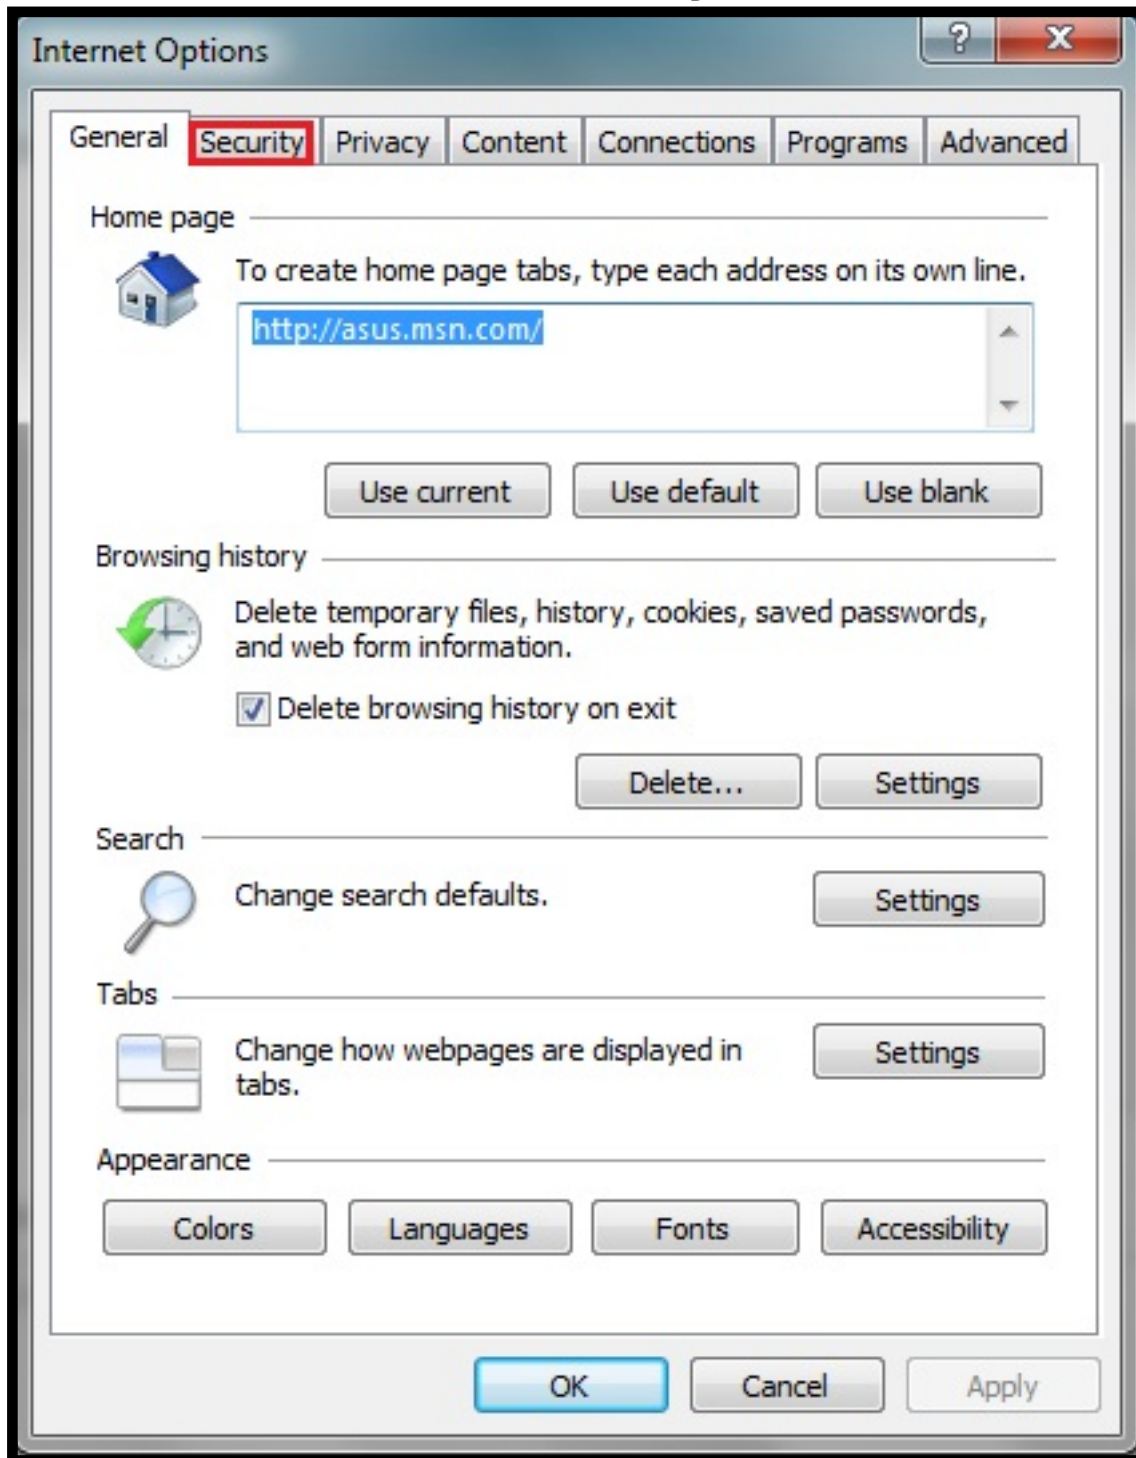 Internet Options
General Security Privacy Content Connections Programs Advanced
Home page
To create home page tabs, type each address on its own line.
http://asus.msn.com/
Use current Use default Use blank
Browsing history
Delete temporary files, history, cookies, saved passwords,
and web form information.
Delete browsing history on exit
Delete... Settings
Search
Change search defaults. Settings
Tabs
Change how webpages are displayed in
tabs.
Settings
Appearance
Colors Languages Fonts Accessibility
OK Cancel Apply